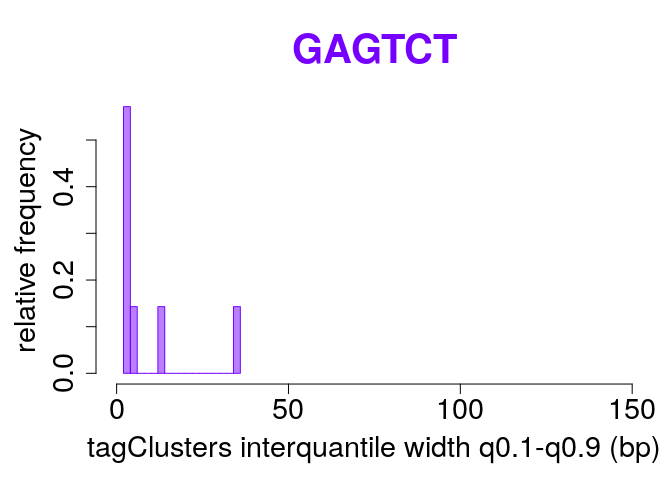 GAGTCT
relative frequency
0.4
0.2
0.0
0 50 100 150
tagClusters interquantile width q0.1-q0.9 (bp)